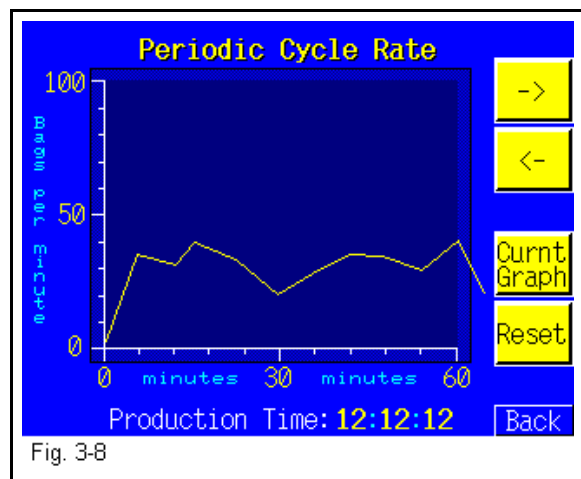 Periodic Cycle Rate
100
50
0
Bags per minute
0 minutes 30 minutes 60
Production Time: 12:12:12
->
<-
Curnt
Graph
Reset
Back
Fig. 3-8